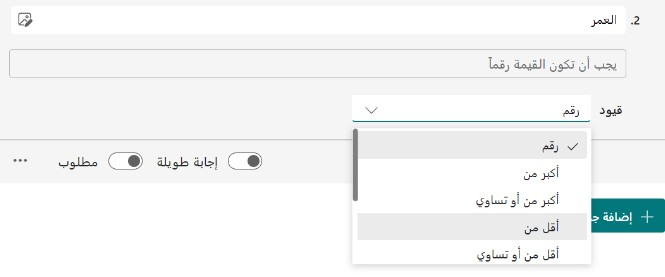 2. العمر
يجب أن تكون القيمة رقماً
قيود رقم
رقم
أكبر من
أكبر من أو تساوي
أقل من
أقل من أو تساوي
إجابة طويلة مطلوب
إضافة